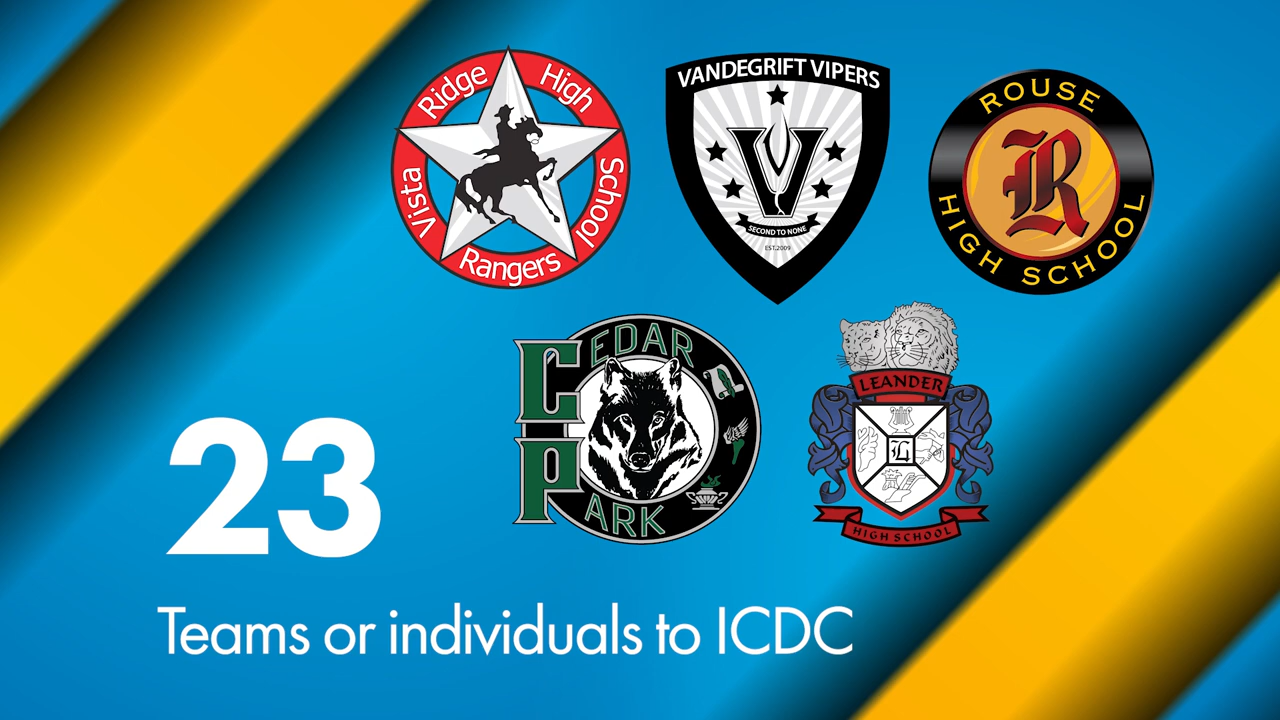 Vista Ridge High School
Rangers
VANDEGRIFT VIPERS
V
SECOND TO NONE
EST.2009
ROUSE
R
HIGH SCHOOL
CEDAR
PARK
LEANDER
L
HIGH SCHOOL
23
Teams or individuals to ICDC